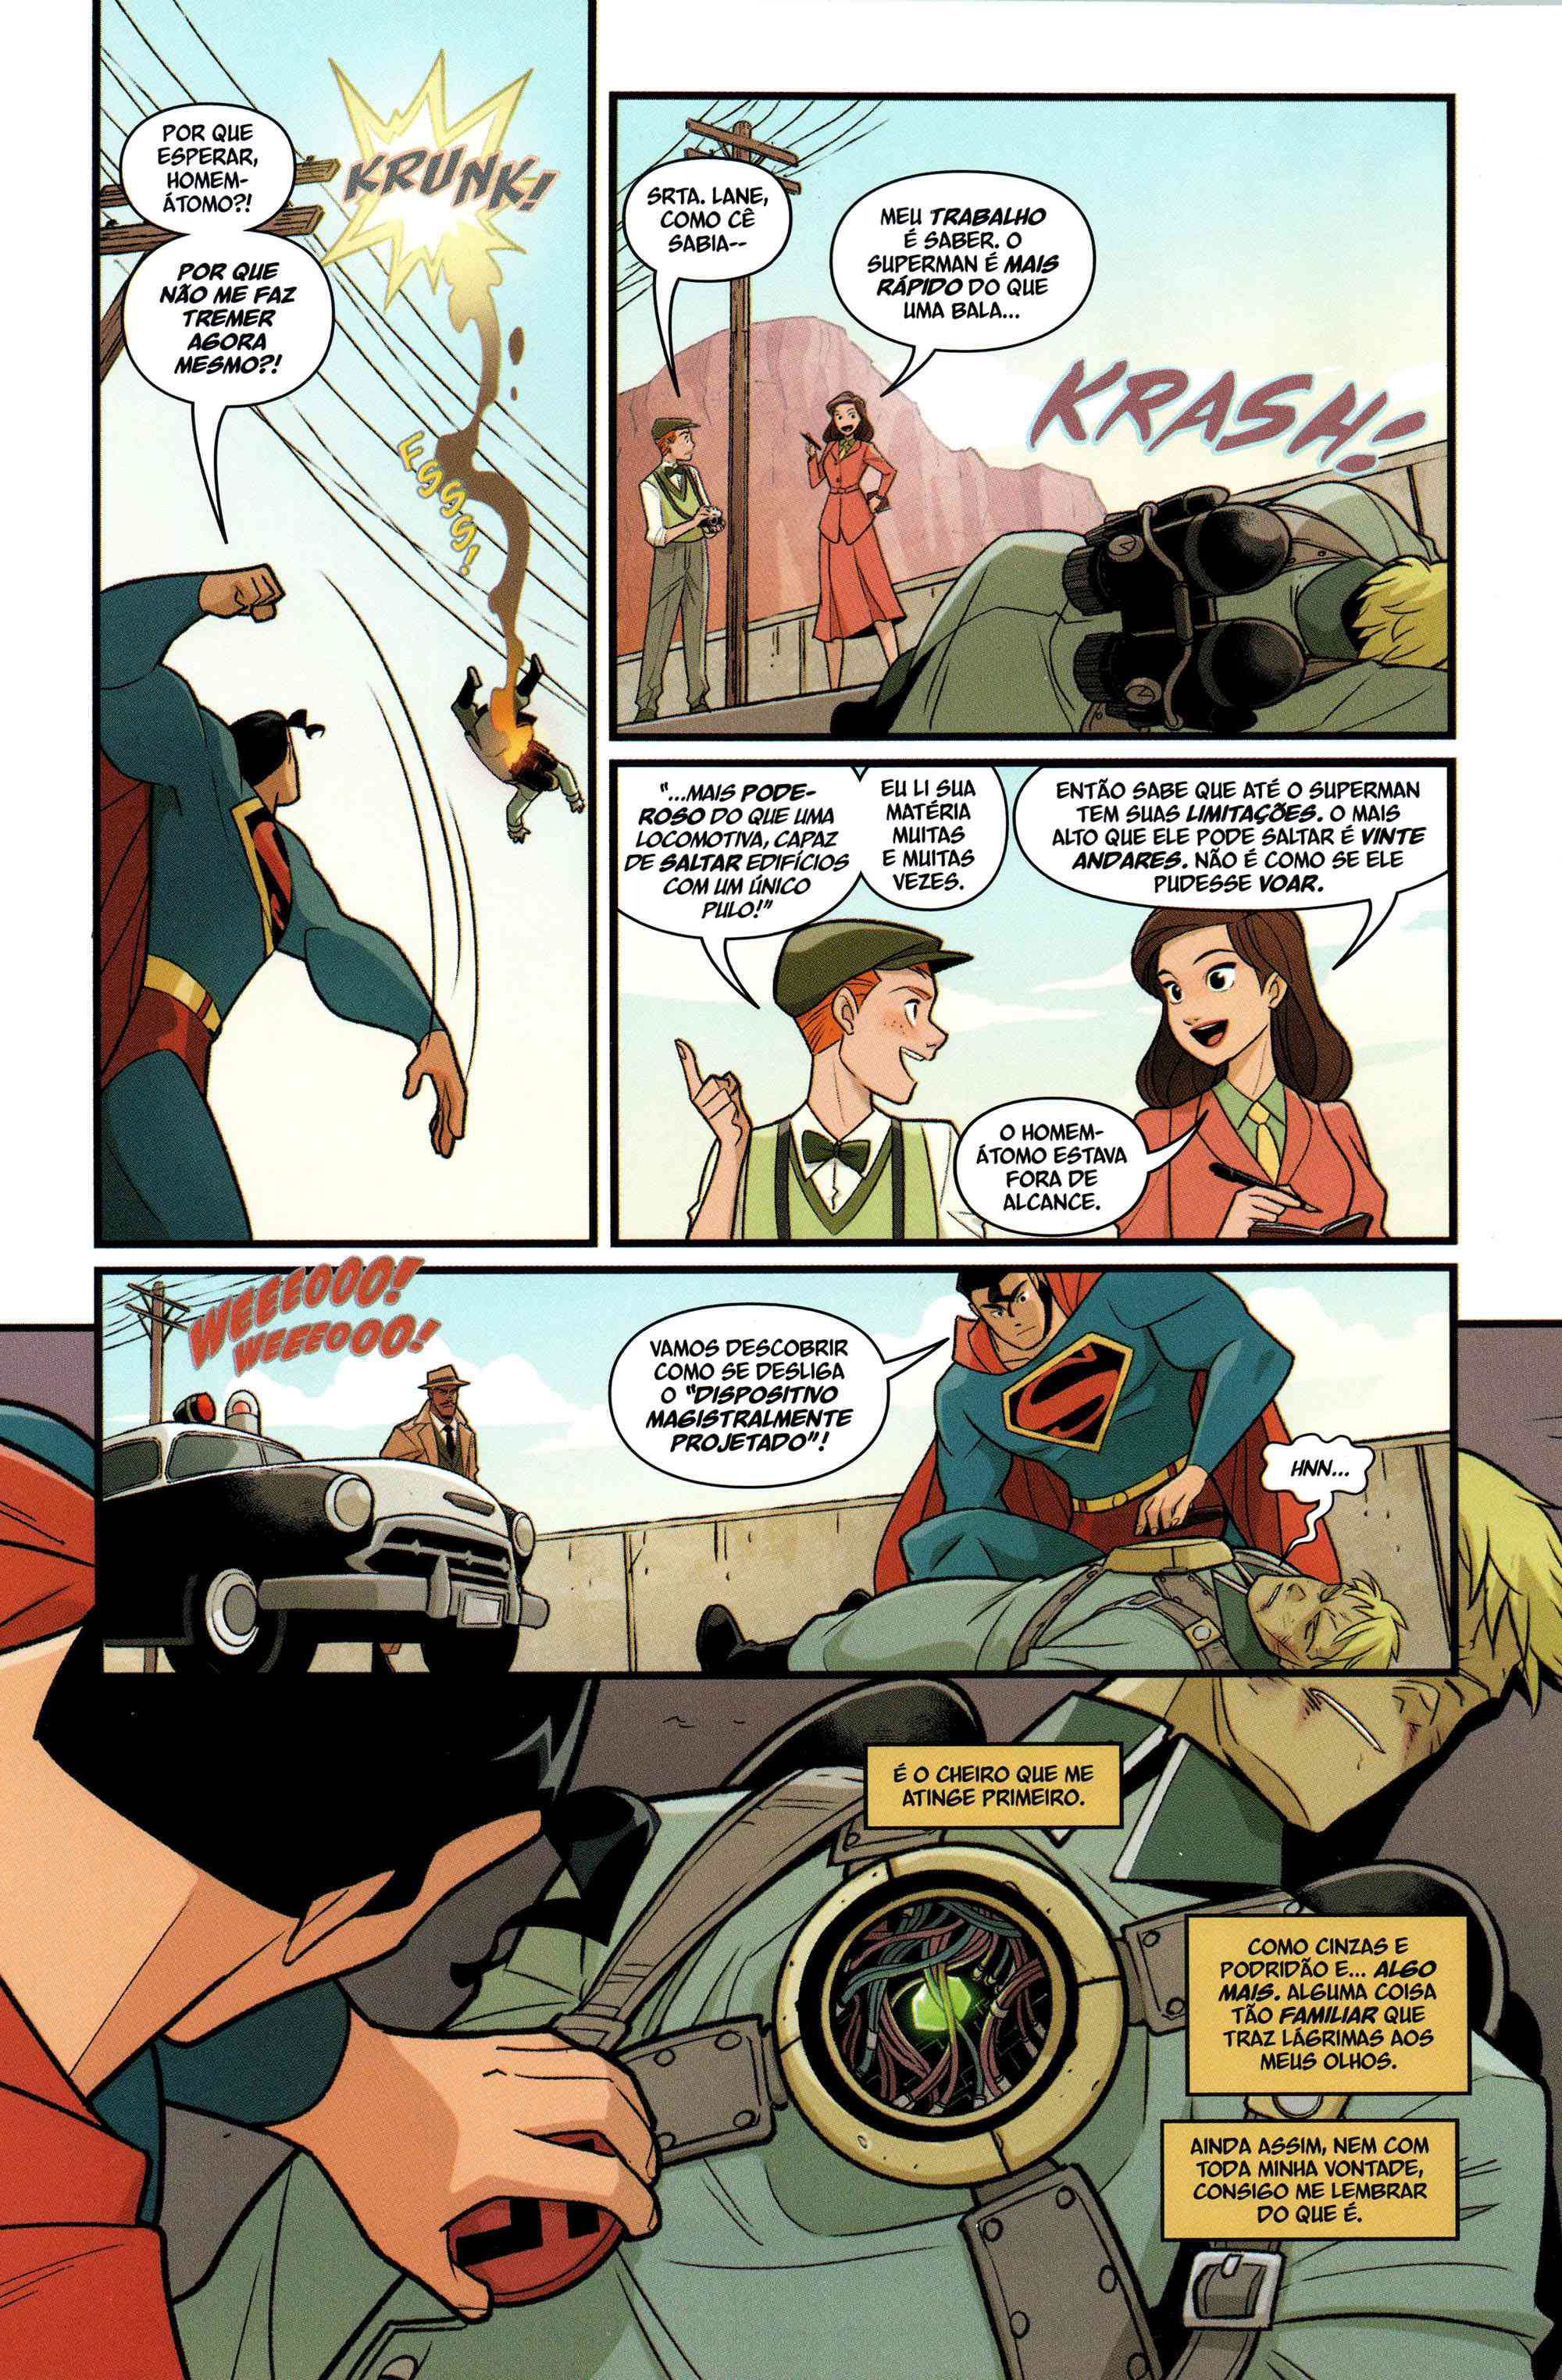 POR QUE
ESPERAR,
HOMEM-
ÁTOMO?!
POR QUE
NÃO ME FAZ
TREMER
AGORA
MESMO?!
KRUNK!
FSSS!
SRTA. LANE,
COMO CÊ
SABIA--
MEU TRABALHO
É SABER. O
SUPERMAN É MAIS
RÁPIDO DO QUE
UMA BALA...
KRASH!
"...MAIS PODE-
ROSO DO QUE UMA
LOCOMOTIVA, CAPAZ
DE SALTAR EDIFÍCIOS
COM UM ÚNICO
PULO!"
EU LI SUA
MATÉRIA
MUITAS
E MUITAS
VEZES.
ENTÃO SABE QUE ATÉ O SUPERMAN
TEM SUAS LIMITAÇÕES. O MAIS
ALTO QUE ELE PODE SALTAR É VINTE
ANDARES. NÃO É COMO SE ELE
PUDESSE VOAR.
O HOMEM-
ÁTOMO ESTAVA
FORA DE
ALCANCE.
WEEEOOO!
WEEEOOO!
VAMOS DESCOBRIR
COMO SE DESLIGA
O "DISPOSITIVO
MAGISTRALMENTE
PROJETADO"!
HNN...
É O CHEIRO QUE ME
ATINGE PRIMEIRO.
COMO CINZAS E
PODRIDÃO E... ALGO
MAIS. ALGUMA COISA
TÃO FAMILIAR QUE
TRAZ LÁGRIMAS AOS
MEUS OLHOS.
AINDA ASSIM, NEM COM
TODA MINHA VONTADE,
CONSIGO ME LEMBRAR
DO QUE É.